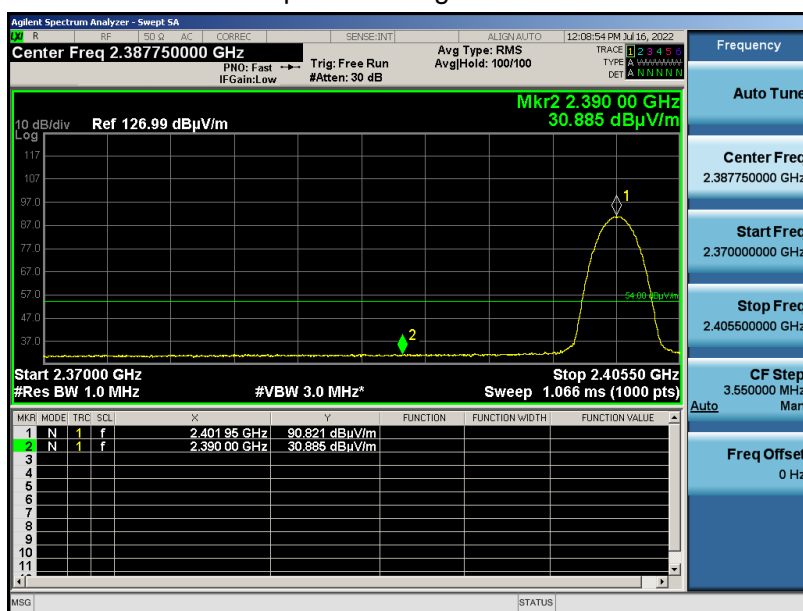 Agilent Spectrum Analyzer - Swept SA
LXI R RF 50 Ω AC CORREC SENSE:INT ALIGN AUTO 12:08:54 PM Jul 16, 2022
Center Freq 2.387750000 GHz
PNO: Fast
IFGain:Low
Trig: Free Run
#Atten: 30 dB
Avg Type: RMS
Avg|Hold: 100/100
TRACE 1 2 3 4 5 6
TYPE A WWWWW
DET A N N N N N
Mkr2 2.390 00 GHz
30.885 dBµV/m
10 dB/div Ref 126.99 dBµV/m
Log
117
107
97.0
87.0
77.0
67.0
57.0
47.0
37.0
1
54.00 dBµV/m
2
Start 2.37000 GHz Stop 2.40550 GHz
#Res BW 1.0 MHz #VBW 3.0 MHz* Sweep 1.066 ms (1000 pts)
MKR MODE TRC SCL X Y FUNCTION FUNCTION WIDTH FUNCTION VALUE
1 N 1 f 2.401 95 GHz 90.821 dBµV/m
2 N 1 f 2.390 00 GHz 30.885 dBµV/m
3
4
5
6
7
8
9
10
11
MSG STATUS
Frequency
Auto Tune
Center Freq
2.387750000 GHz
Start Freq
2.370000000 GHz
Stop Freq
2.405500000 GHz
CF Step
3.550000 MHz
Auto Man
Freq Offset
0 Hz